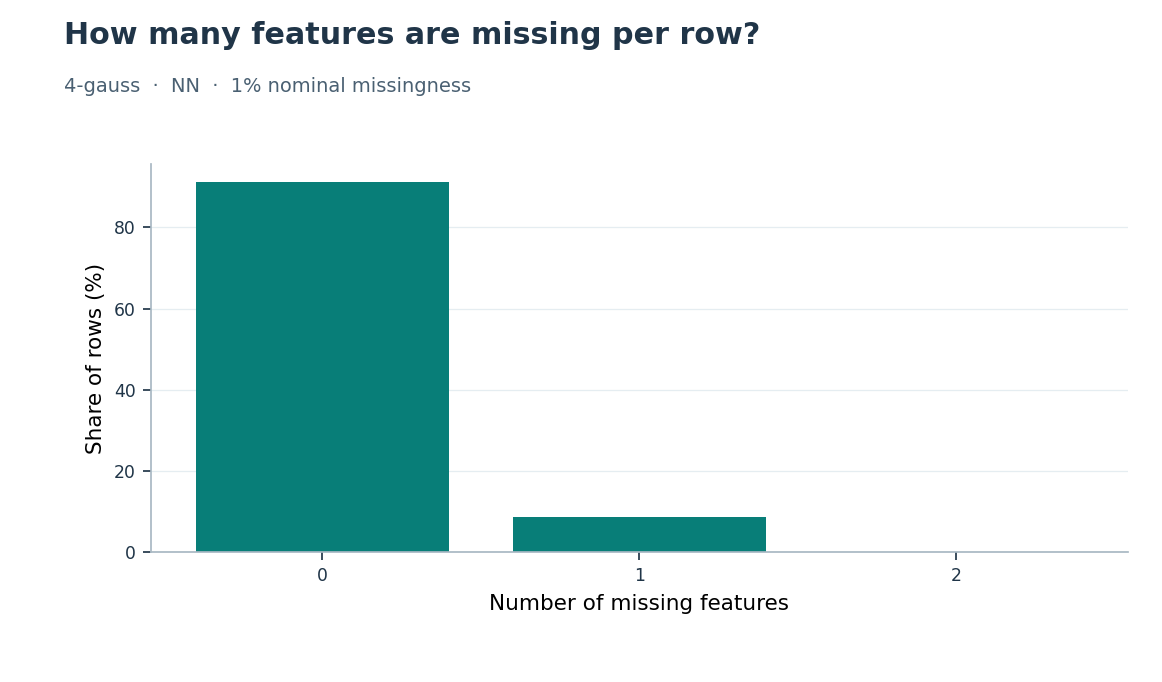 How many features are missing per row?
4-gauss · NN · 1% nominal missingness
Share of rows (%)
80
60
40
20
0
0 1 2
Number of missing features